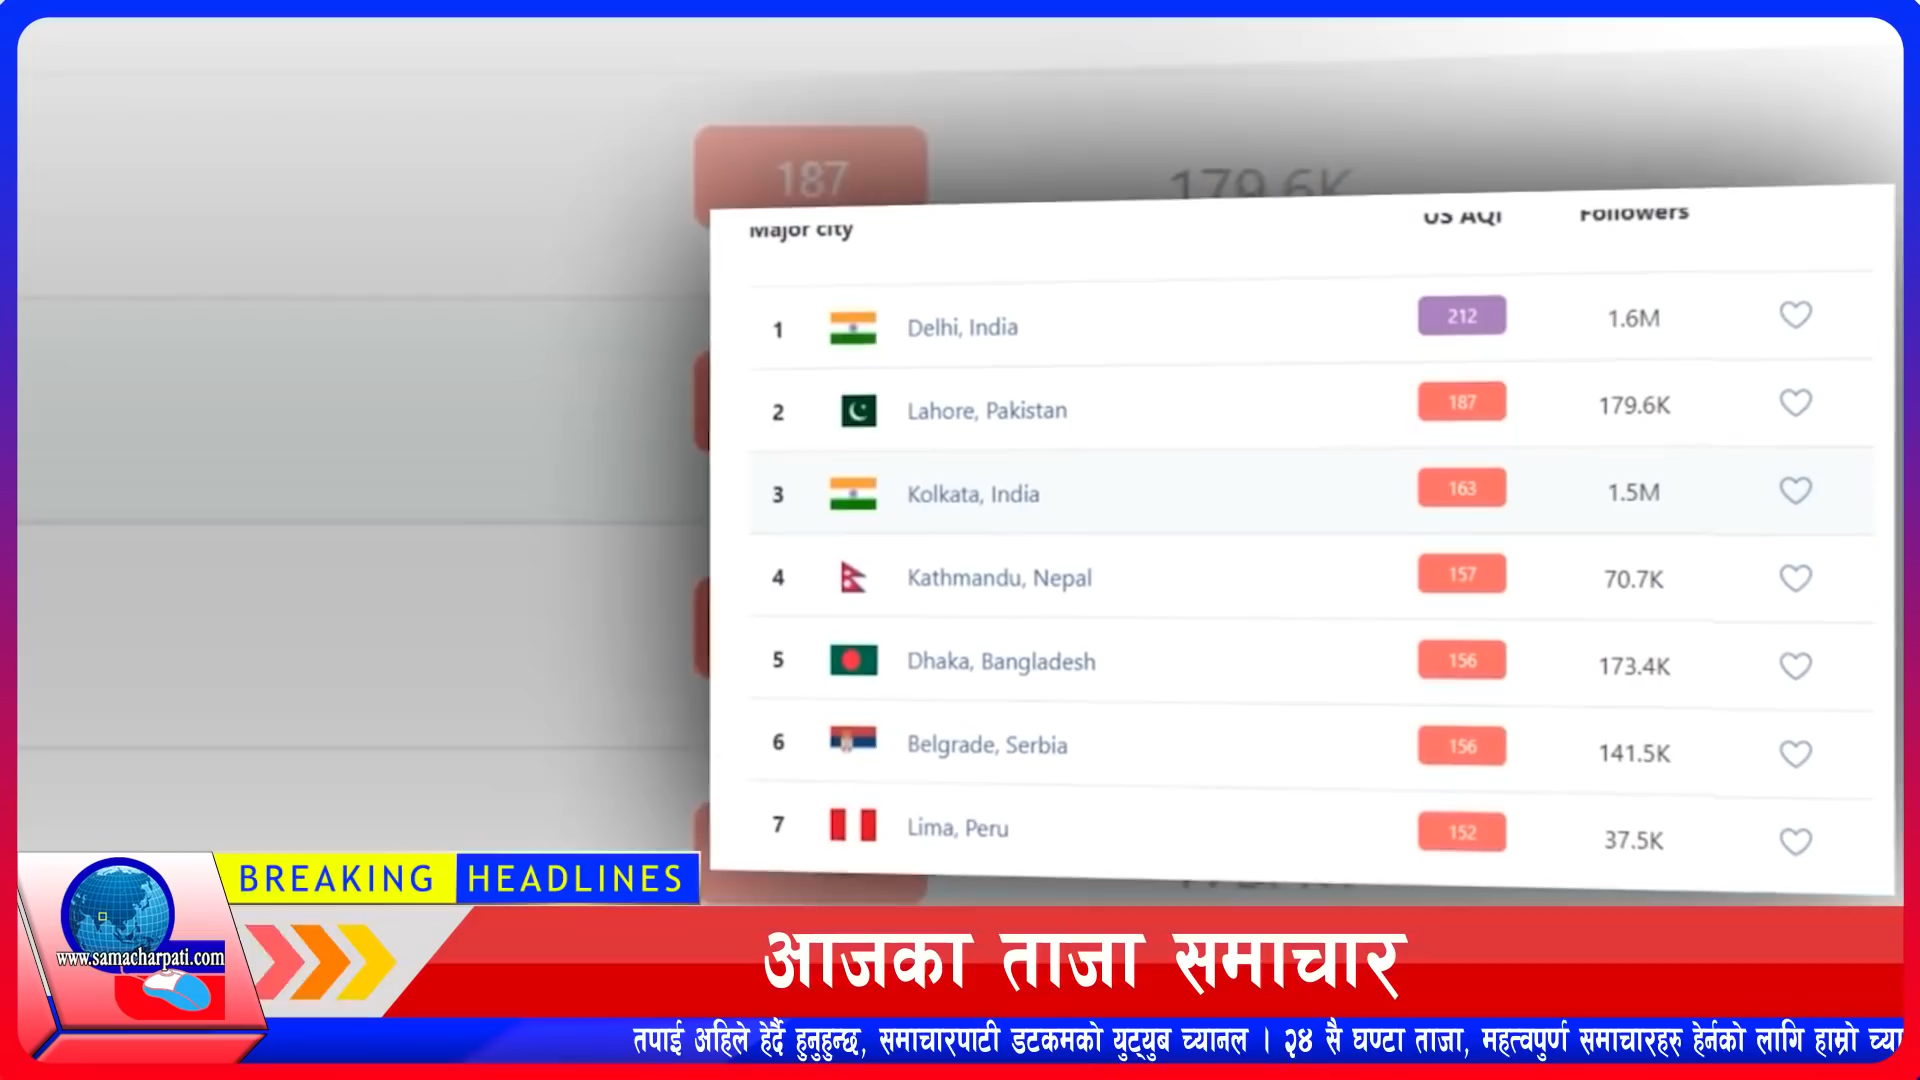 187
179.6K
Major city US AQI Followers
1 Delhi, India 212 1.6M
2 Lahore, Pakistan 187 179.6K
3 Kolkata, India 163 1.5M
4 Kathmandu, Nepal 157 70.7K
5 Dhaka, Bangladesh 156 173.4K
6 Belgrade, Serbia 156 141.5K
7 Lima, Peru 152 37.5K
BREAKING HEADLINES
www.samacharpati.com
आजका ताजा समाचार
तपाई अहिले हेर्दै हुनुहुन्छ, समाचारपाटी डटकमको युट्युब च्यानल । २४ सै घण्टा ताजा, महत्वपुर्ण समाचारहरु हेर्नको लागि हाम्रो च्या